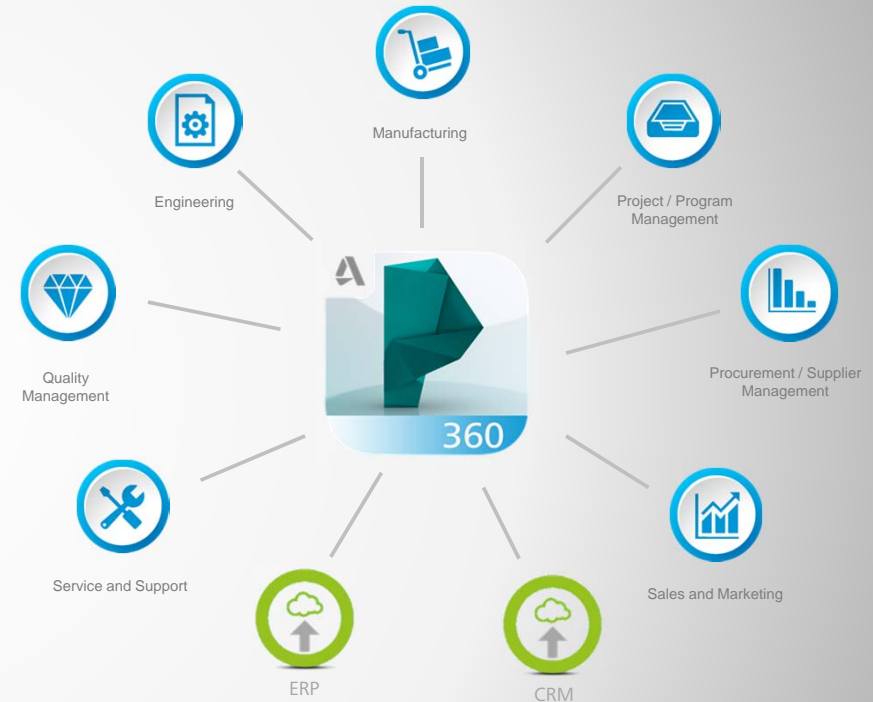 Manufacturing
Engineering
Project / Program
Management
Quality
Management
Procurement / Supplier
Management
360
Service and Support
Sales and Marketing
ERP
CRM